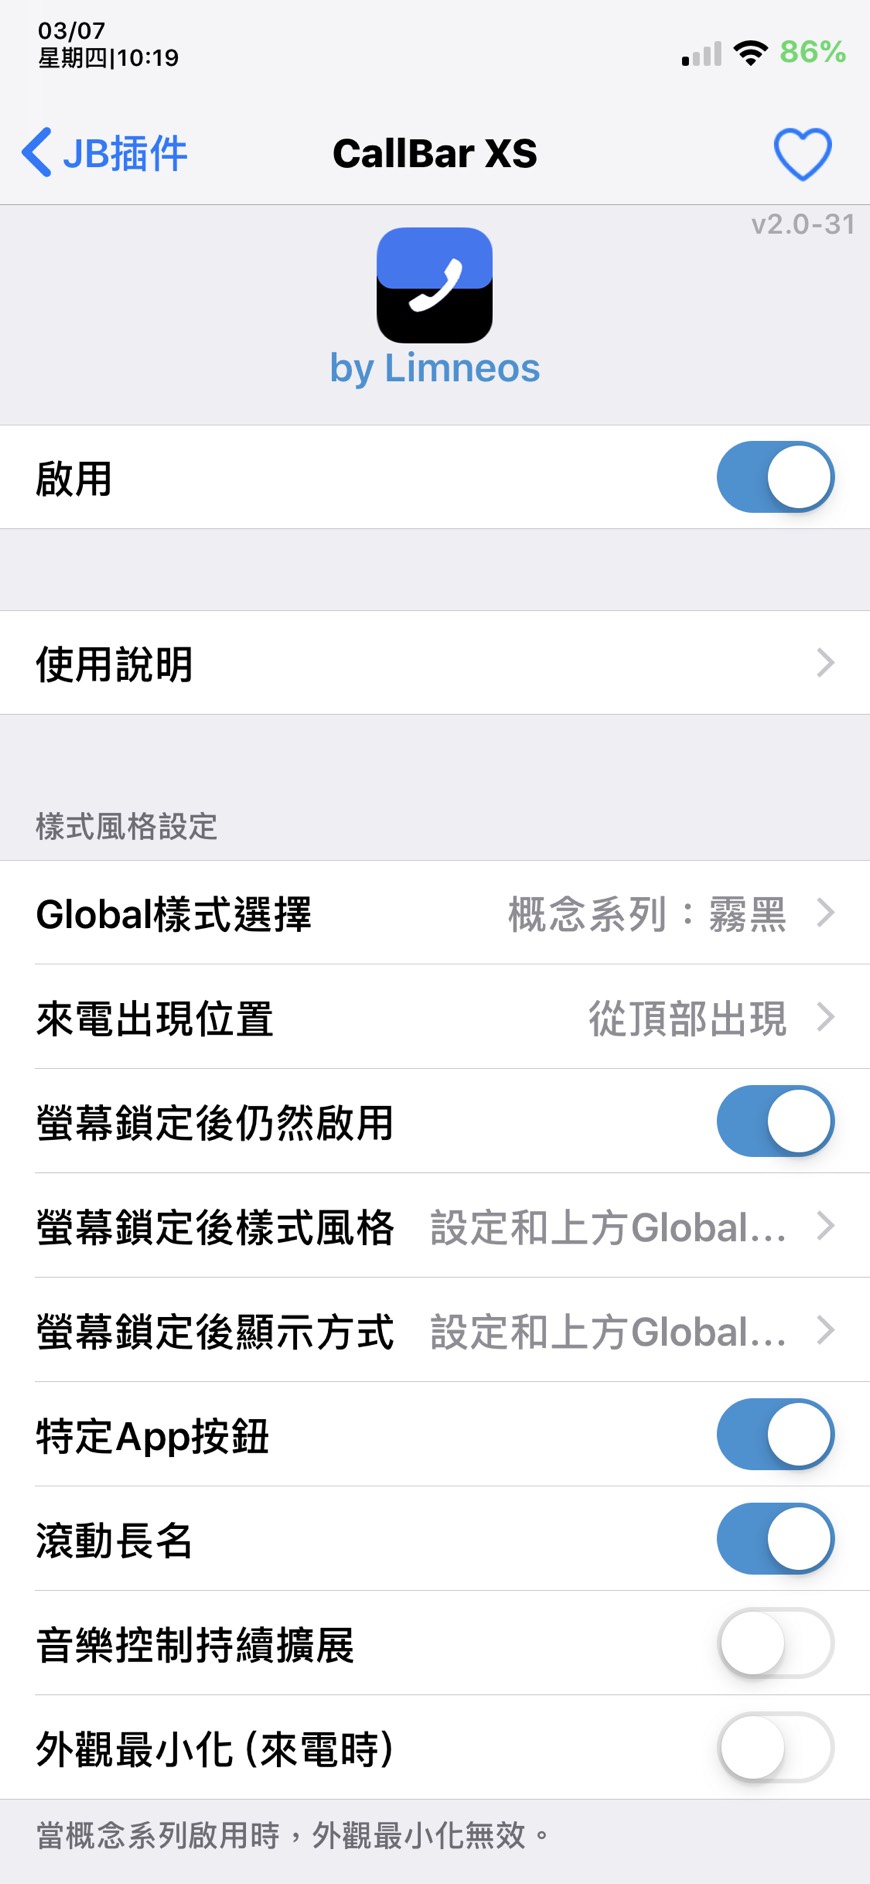 03/07
星期四|10:19
86%
JB插件
CallBar XS
v2.0-31
by Limneos
啟用
使用說明
樣式風格設定
Global樣式選擇 概念系列：霧黑
來電出現位置 從頂部出現
螢幕鎖定後仍然啟用
螢幕鎖定後樣式風格 設定和上方Global...
螢幕鎖定後顯示方式 設定和上方Global...
特定App按鈕
滾動長名
音樂控制持續擴展
外觀最小化 (來電時)
當概念系列啟用時，外觀最小化無效。